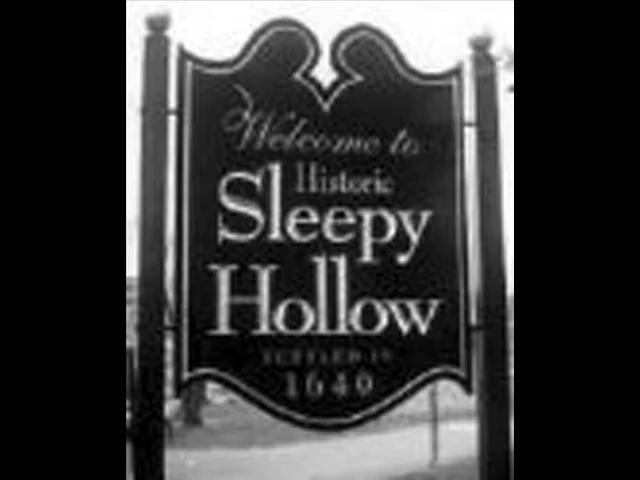 Welcome to
Historic
Sleepy
Hollow
SETTLED IN
1640